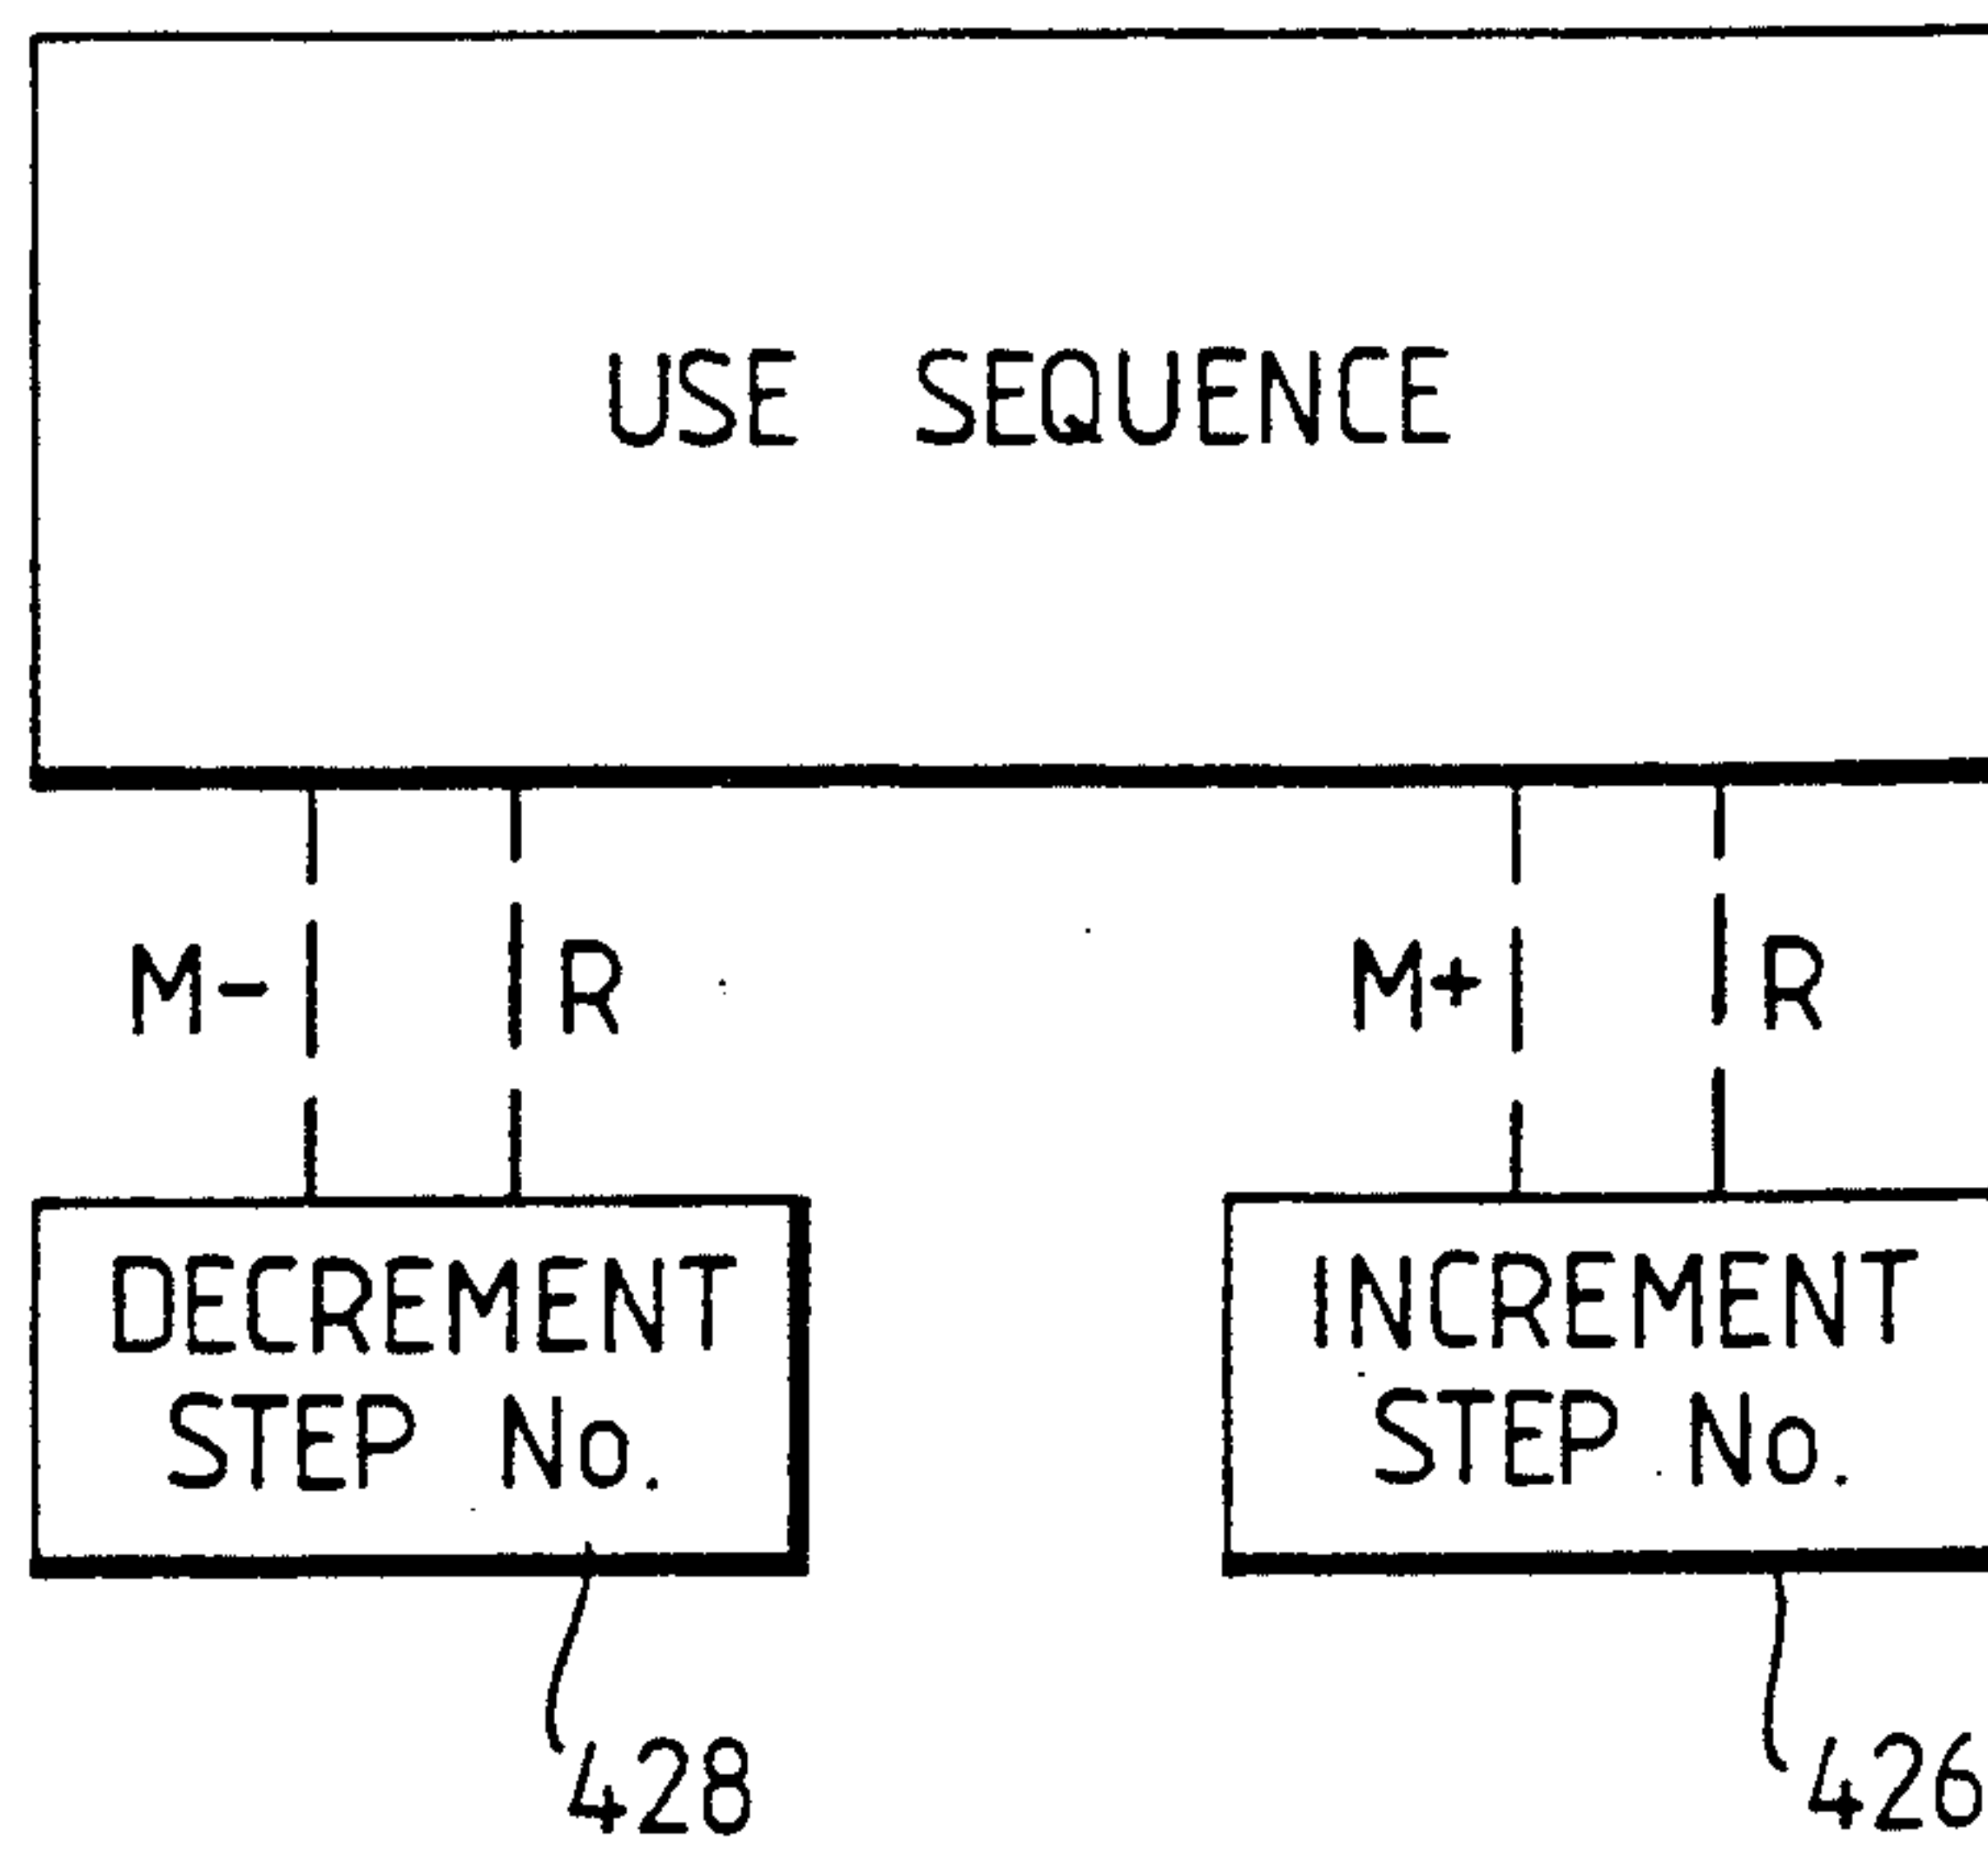 USE SEQUENCE
M- R M+ R
DECREMENT
STEP No.
INCREMENT
STEP No.
428
426